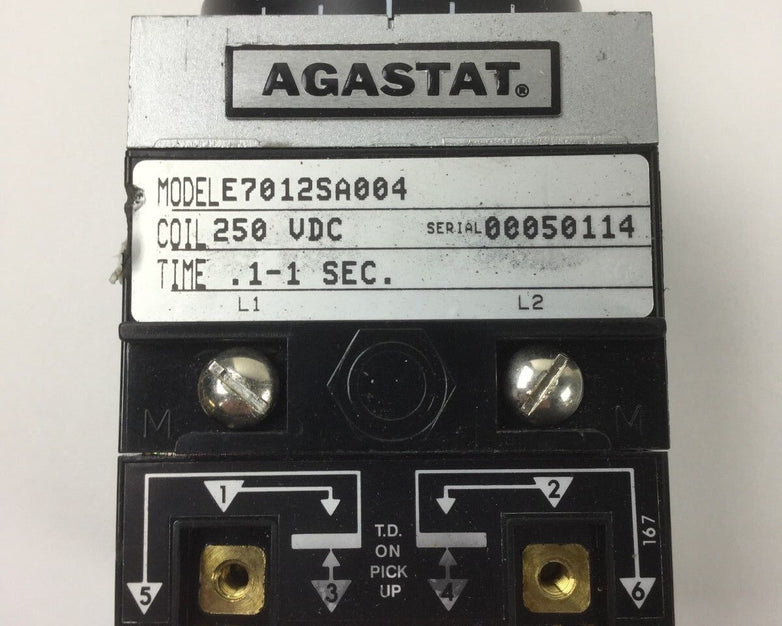 AGASTAT®
MODEL E7012SA004
COIL 250 VDC SERIAL 00050114
TIME .1-1 SEC.
L1 L2
M M
1 2
T.D.
ON
PICK
UP
3 4
5 6
167